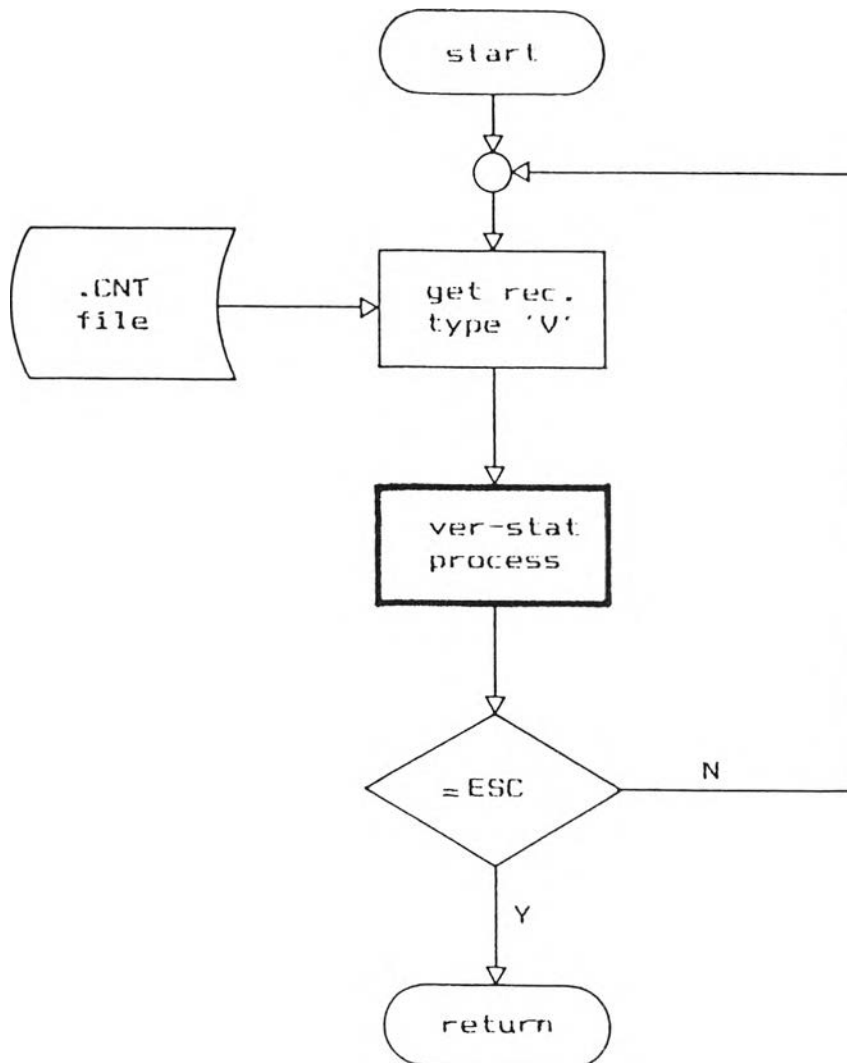 start
.CNT
file
get rec.
type 'V'
ver-stat
process
=ESC
N
Y
return